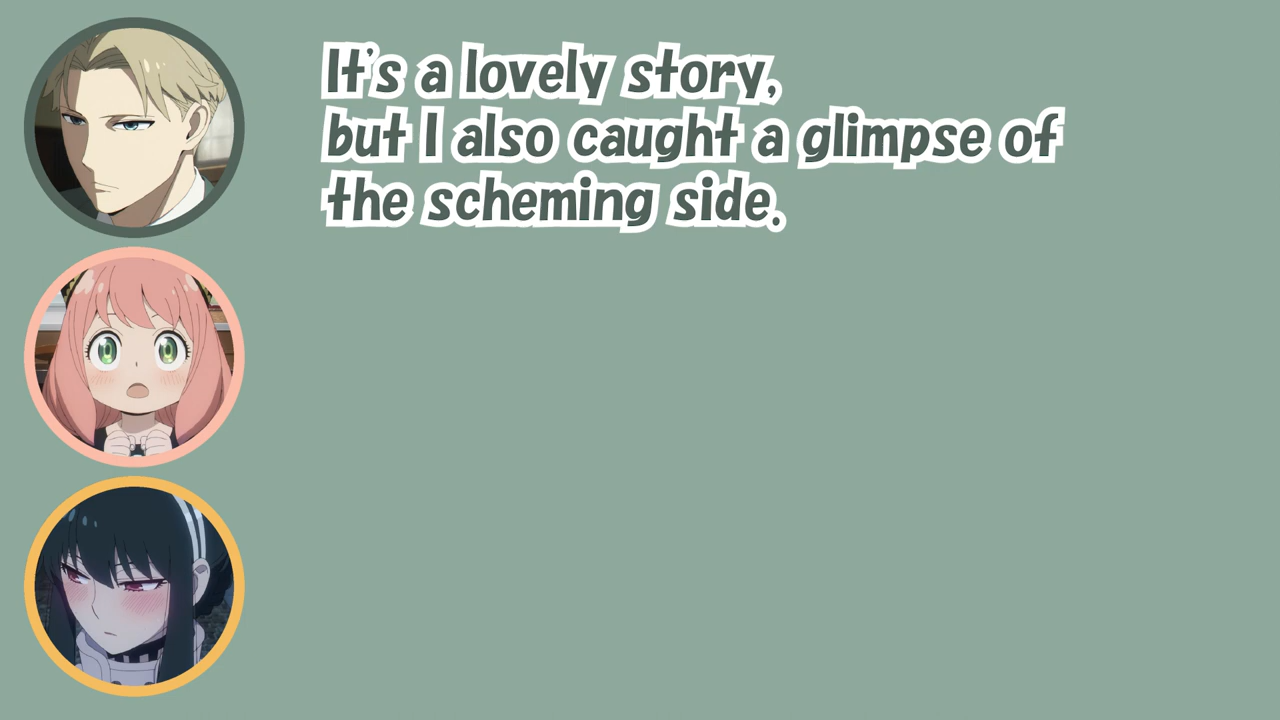 It's a lovely story,
but I also caught a glimpse of
the scheming side.